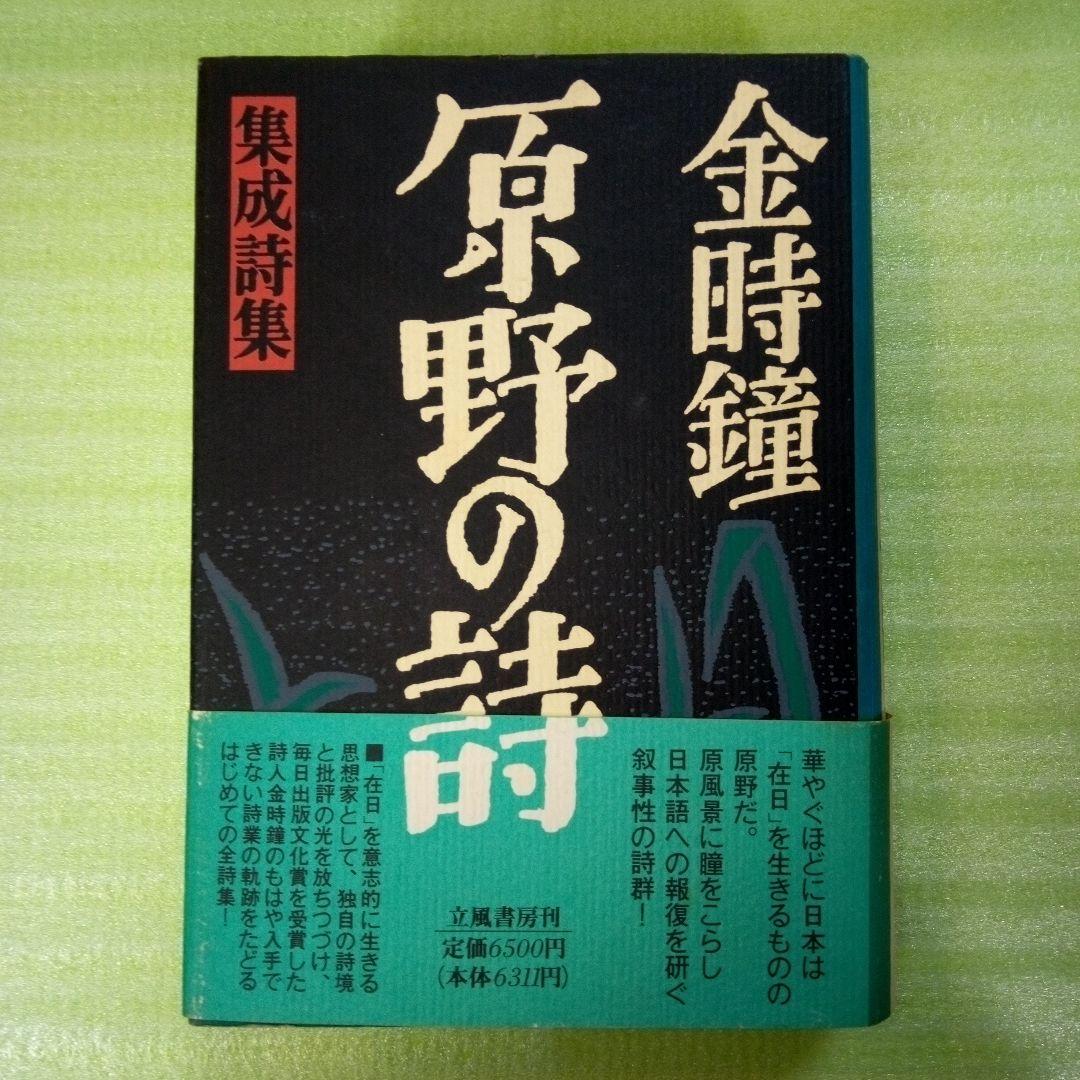 金時鐘
原野の詩
集成詩集
華やぐほどに日本は
「在日」を生きるものの
原野だ。
原風景に瞳をこらし
日本語への報復を研ぐ
叙事性の詩群！
立風書房刊
定価6500円
（本体6311円）
■「在日」を意志的に生きる
思想家として、独自の詩境
と批評の光を放ちつづけ、
毎日出版文化賞を受賞した
詩人金時鐘のもはや入手で
きない詩業の軌跡をたどる
はじめての全詩集！